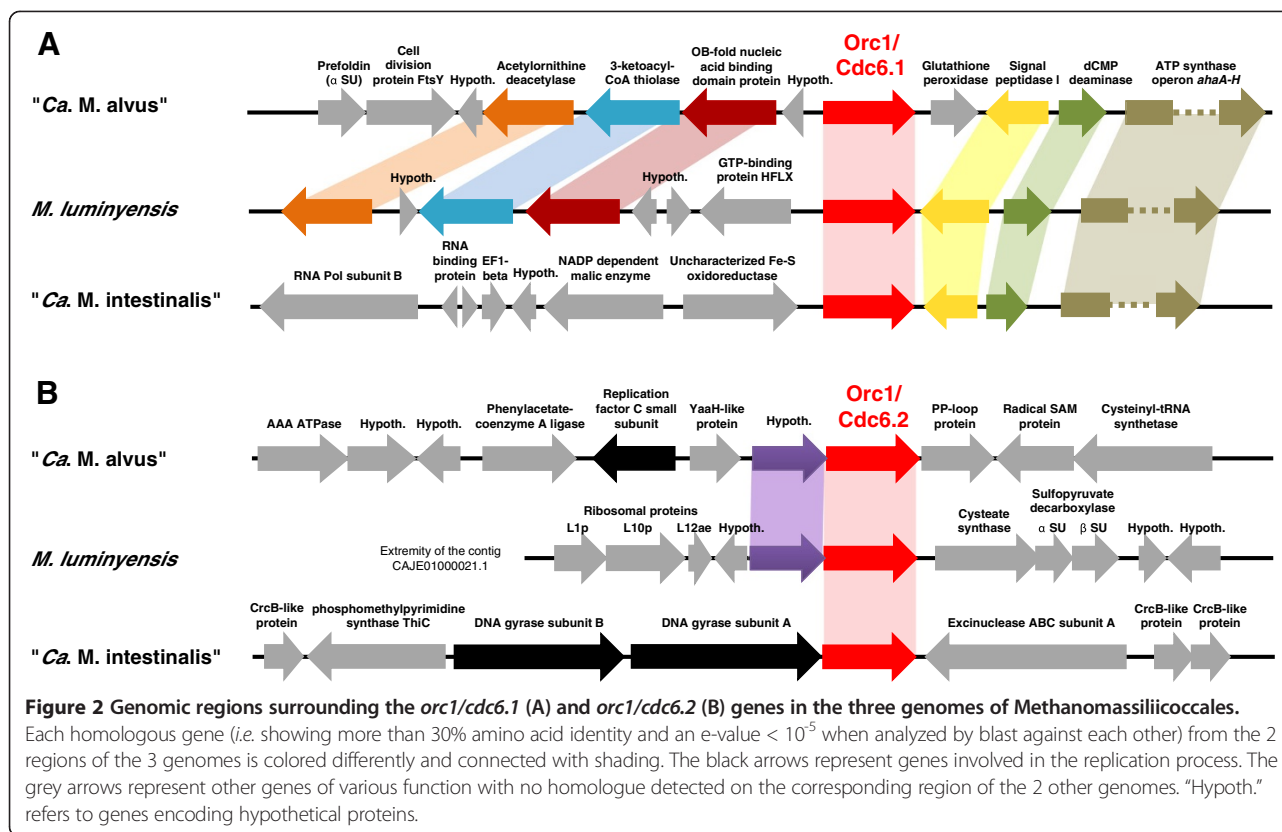 A
Orc1/
Cdc6.1
Prefoldin
(α SU)
Cell
division
protein FtsY
Hypoth.
Acetylornithine
deacetylase
3-ketoacyl-
CoA thiolase
OB-fold nucleic
acid binding
domain protein
Hypoth.
Glutathione
peroxidase
Signal
peptidase I
dCMP
deaminase
ATP synthase
operon ahaA-H
"Ca. M. alvus"
Hypoth.
Hypoth.
GTP-binding
protein HFLX
M. luminyensis
RNA Pol subunit B
RNA
binding
protein
EF1-
beta
Hypoth.
NADP dependent
malic enzyme
Uncharacterized Fe-S
oxidoreductase
"Ca. M. intestinalis"
B
Orc1/
Cdc6.2
AAA ATPase
Hypoth.
Hypoth.
Phenylacetate-
coenzyme A ligase
Replication
factor C small
subunit
YaaH-like
protein
Hypoth.
PP-loop
protein
Radical SAM
protein
Cysteinyl-tRNA
synthetase
"Ca. M. alvus"
Ribosomal proteins
L1p L10p L12ae Hypoth.
Cysteate
synthase
Sulfopyruvate
decarboxylase
α SU β SU
Hypoth. Hypoth.
M. luminyensis
Extremity of the contig
CAJE01000021.1
CrcB-like
protein
phosphomethylpyrimidine
synthase ThiC
DNA gyrase subunit B
DNA gyrase subunit A
Excinuclease ABC subunit A
CrcB-like
protein
CrcB-like
protein
"Ca. M. intestinalis"
Figure 2 Genomic regions surrounding the orc1/cdc6.1 (A) and orc1/cdc6.2 (B) genes in the three genomes of Methanomassiliicoccales.
Each homologous gene (i.e. showing more than 30% amino acid identity and an e-value < 10⁻⁵ when analyzed by blast against each other) from the 2
regions of the 3 genomes is colored differently and connected with shading. The black arrows represent genes involved in the replication process. The
grey arrows represent other genes of various function with no homologue detected on the corresponding region of the 2 other genomes. “Hypoth.”
refers to genes encoding hypothetical proteins.